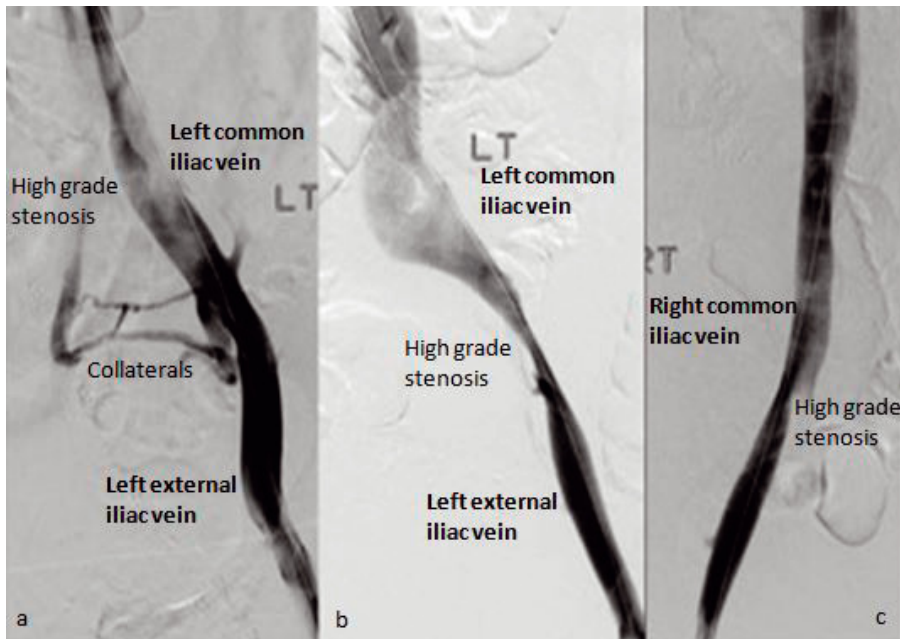 Left common
iliac vein
High grade
stenosis
LT
Collaterals
Left external
iliac vein
a
LT
Left common
iliac vein
High grade
stenosis
Left external
iliac vein
b
RT
Right common
iliac vein
High grade
stenosis
c